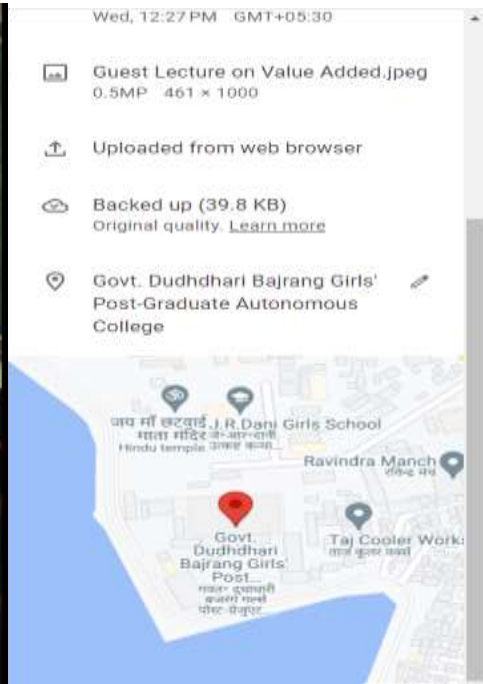 Wed, 12:27 PM GMT+05:30
Guest Lecture on Value Added.jpeg
0.5MP 461 × 1000
Uploaded from web browser
Backed up (39.8 KB)
Original quality. Learn more
Govt. Dudhdhari Bajrang Girls'
Post-Graduate Autonomous
College
जय माँ छटवाई
माता मंदिर
Hindu temple
J.R.Dani Girls School
Ravindra Manch
Govt.
Dudhdhari
Bajrang Girls'
Post...
Taj Cooler Work